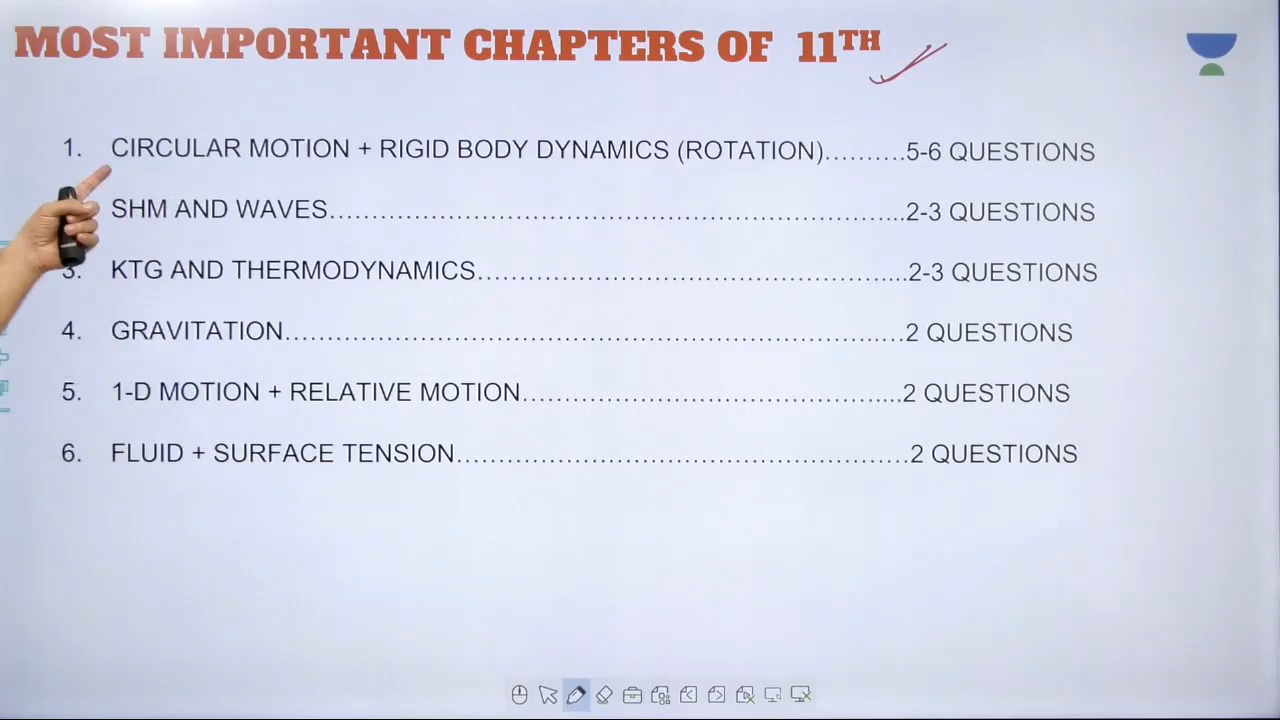 MOST IMPORTANT CHAPTERS OF 11TH
1. CIRCULAR MOTION + RIGID BODY DYNAMICS (ROTATION)..........5-6 QUESTIONS
SHM AND WAVES.....................................................................2-3 QUESTIONS
3. KTG AND THERMODYNAMICS....................................................2-3 QUESTIONS
4. GRAVITATION..........................................................................2 QUESTIONS
5. 1-D MOTION + RELATIVE MOTION..............................................2 QUESTIONS
6. FLUID + SURFACE TENSION......................................................2 QUESTIONS